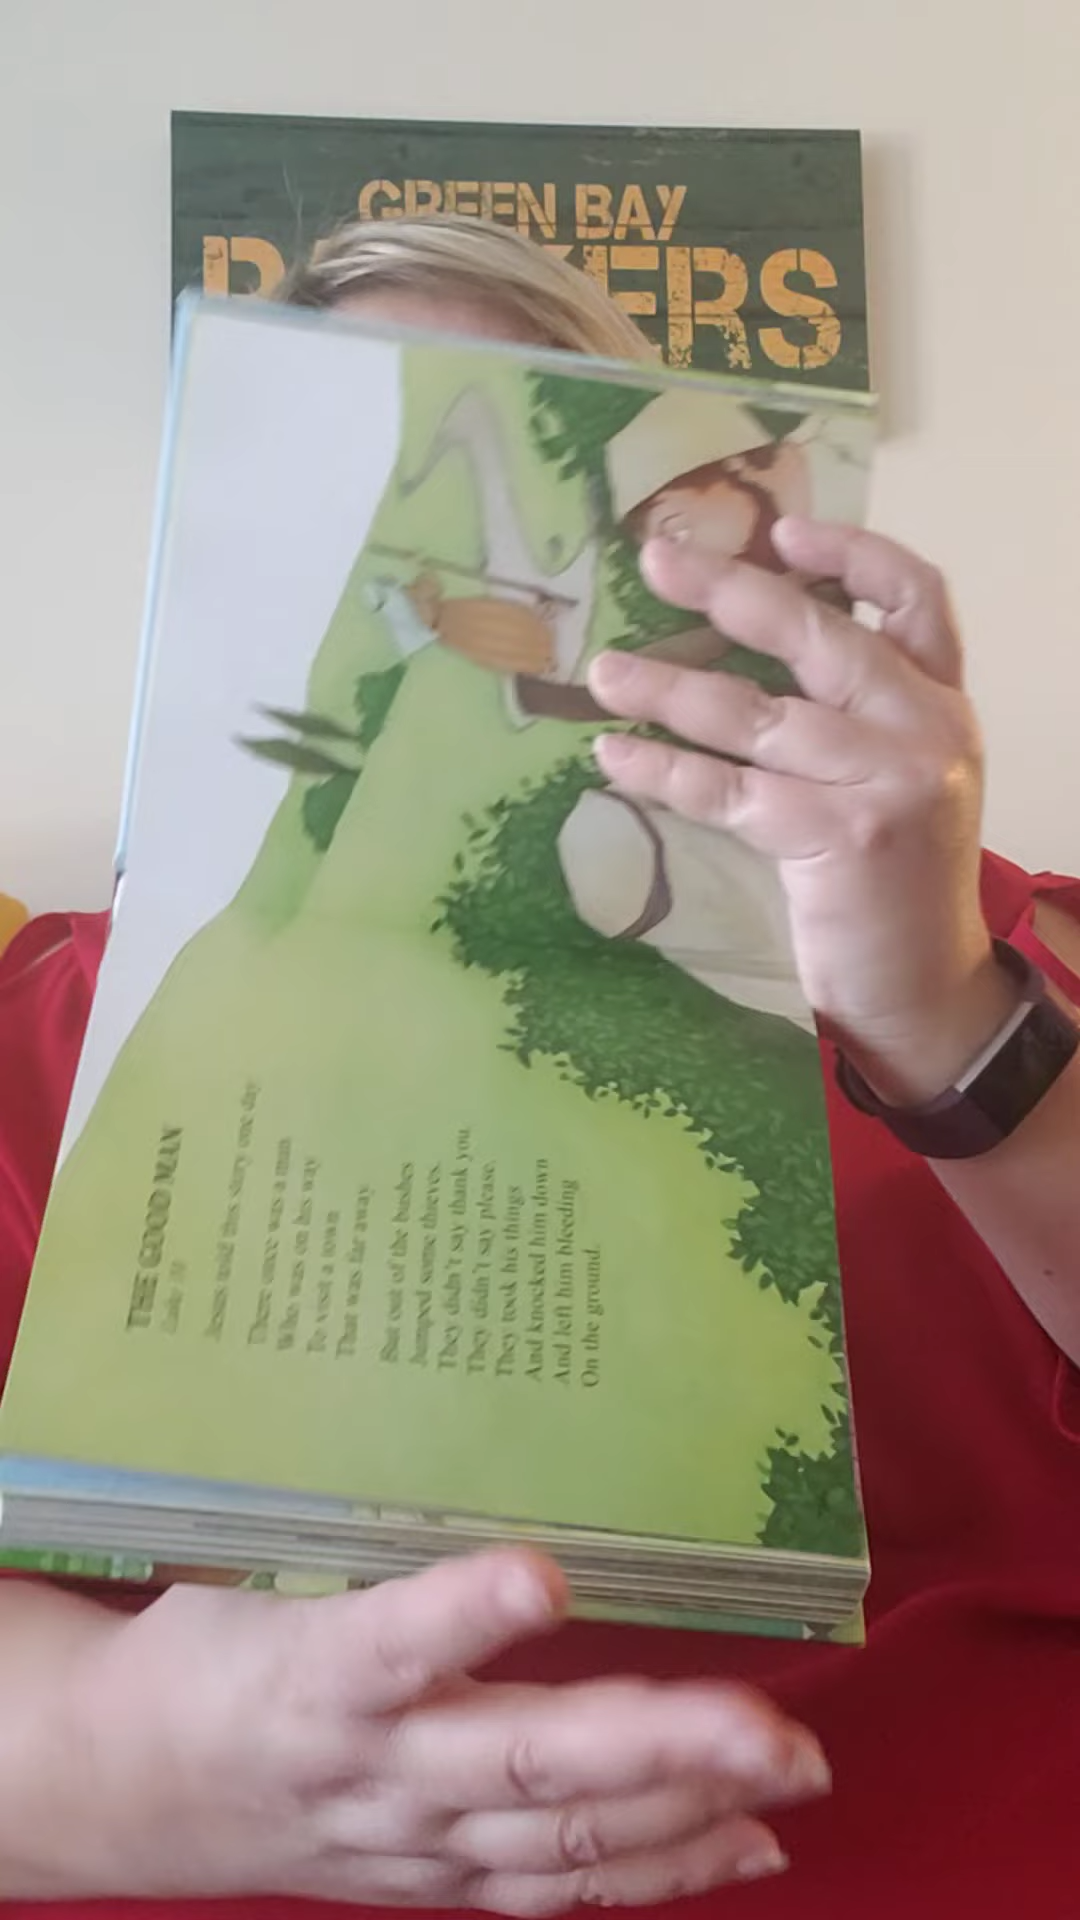 GREEN BAY
PACKERS
THE GOOD MAN
Luke 10
Jesus told this story one day
There once was a man
Who was on his way
To visit a town
That was far away.
But out of the bushes
Jumped some thieves.
They didn't say thank you.
They didn't say please.
They took his things
And knocked him down
And left him bleeding
On the ground.